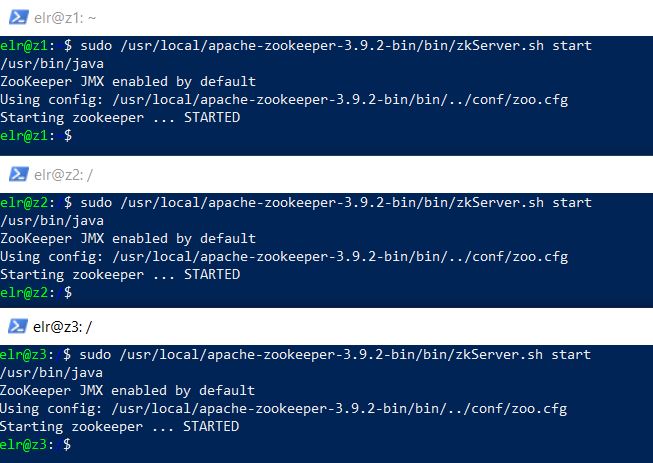 elr@z1: ~
elr@z1: $ sudo /usr/local/apache-zookeeper-3.9.2-bin/bin/zkServer.sh start
/usr/bin/java
ZooKeeper JMX enabled by default
Using config: /usr/local/apache-zookeeper-3.9.2-bin/bin/../conf/zoo.cfg
Starting zookeeper ... STARTED
elr@z1: $
elr@z2: /
elr@z2: $ sudo /usr/local/apache-zookeeper-3.9.2-bin/bin/zkServer.sh start
/usr/bin/java
ZooKeeper JMX enabled by default
Using config: /usr/local/apache-zookeeper-3.9.2-bin/bin/../conf/zoo.cfg
Starting zookeeper ... STARTED
elr@z2: $
elr@z3: /
elr@z3: $ sudo /usr/local/apache-zookeeper-3.9.2-bin/bin/zkServer.sh start
/usr/bin/java
ZooKeeper JMX enabled by default
Using config: /usr/local/apache-zookeeper-3.9.2-bin/bin/../conf/zoo.cfg
Starting zookeeper ... STARTED
elr@z3: $